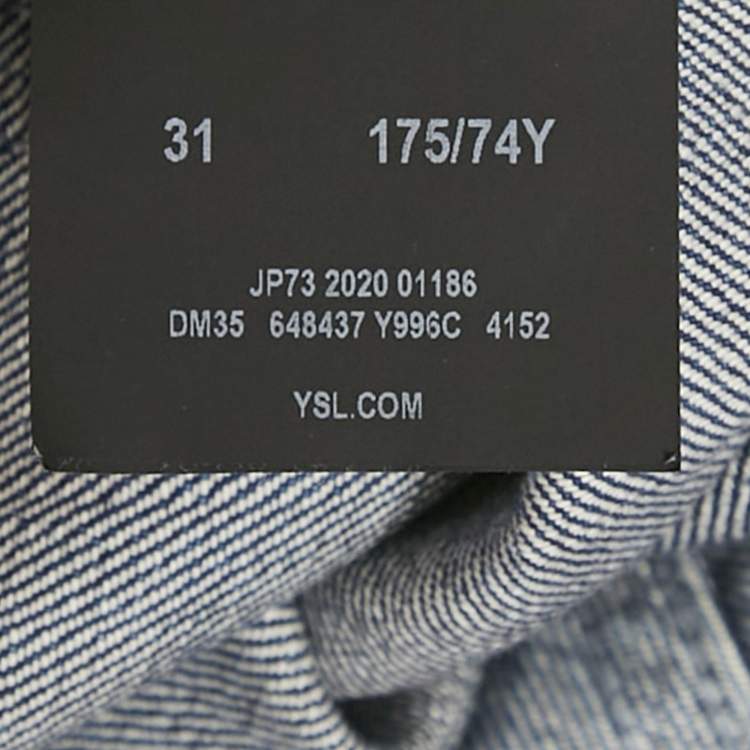 31 175/74Y
JP73 2020 01186
DM35 648437 Y996C 4152
YSL.COM